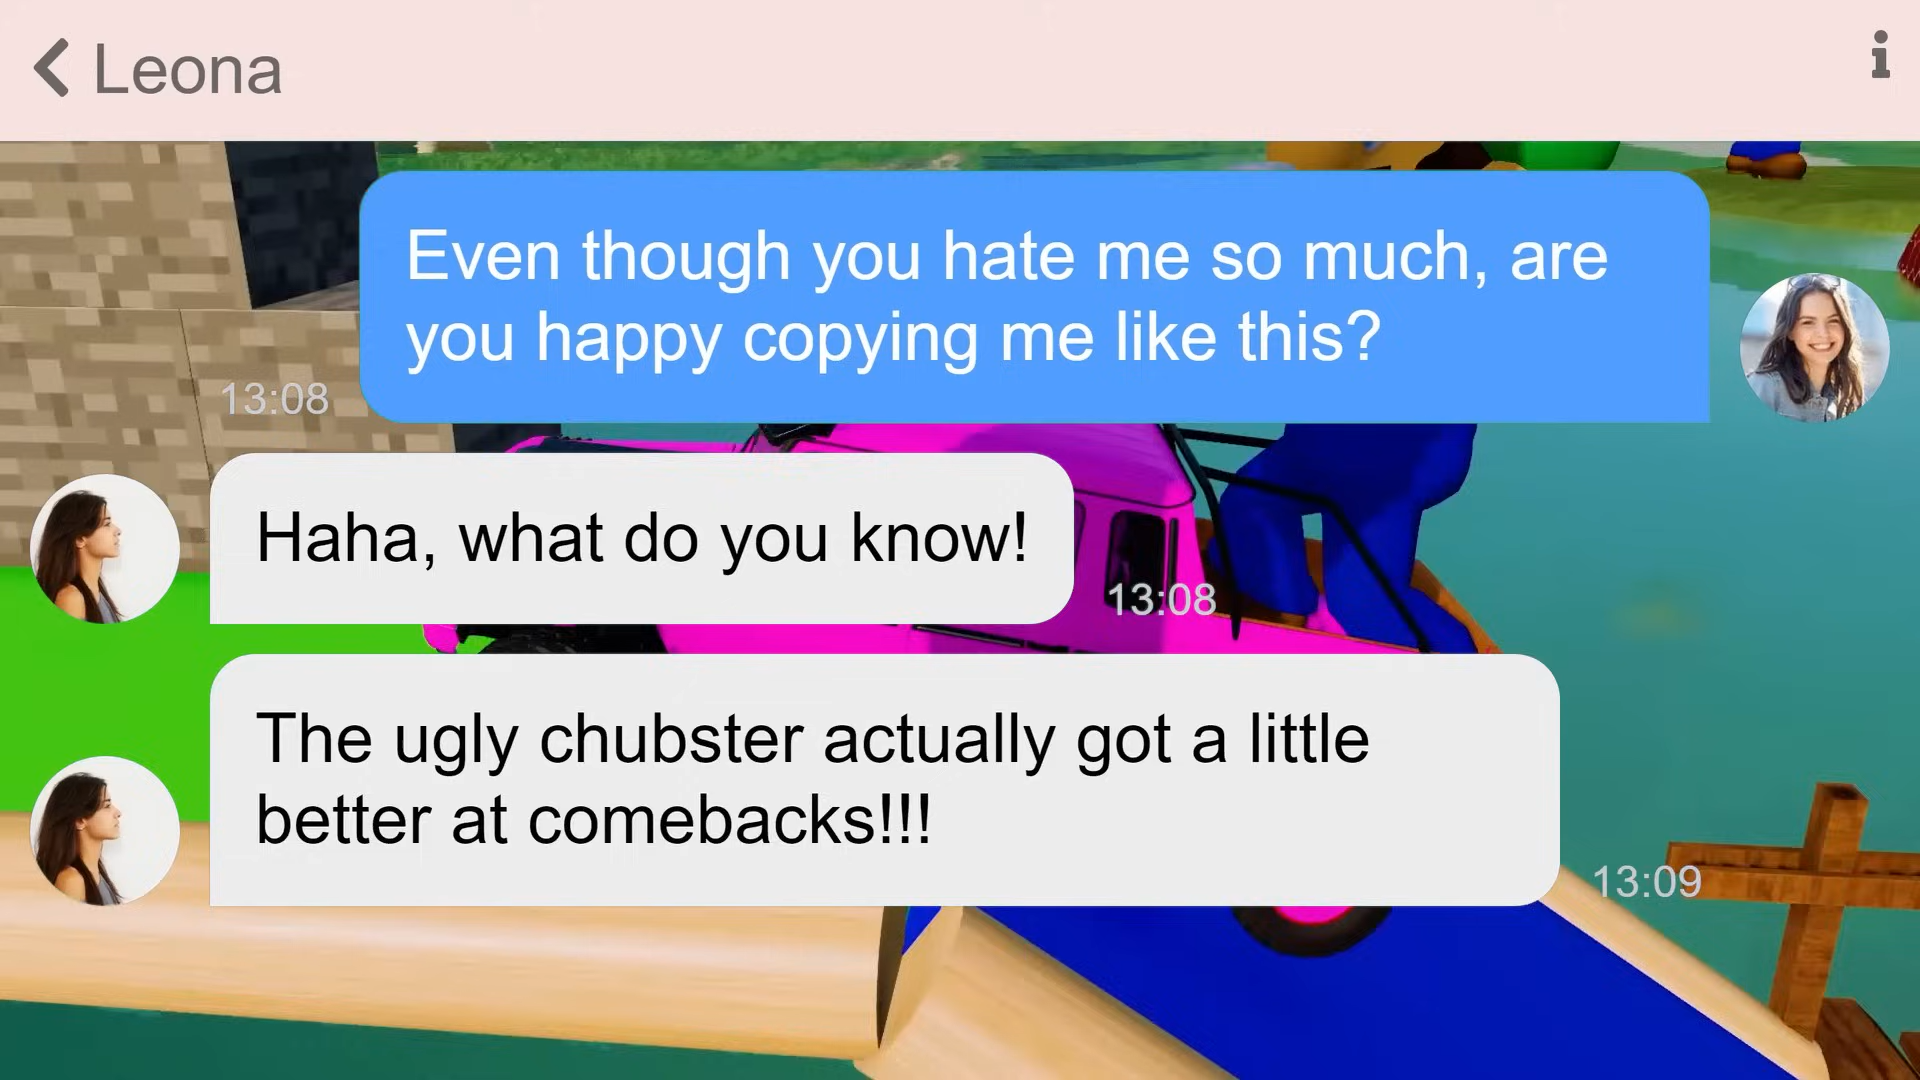 Leona
Even though you hate me so much, are
you happy copying me like this?
13:08
Haha, what do you know!
13:08
The ugly chubster actually got a little
better at comebacks!!!
13:09